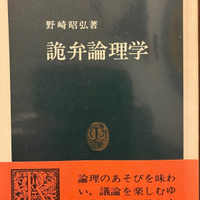 野崎昭弘著
詭弁論理学
論理のあそびを味わ
い，議論を楽しむゆ